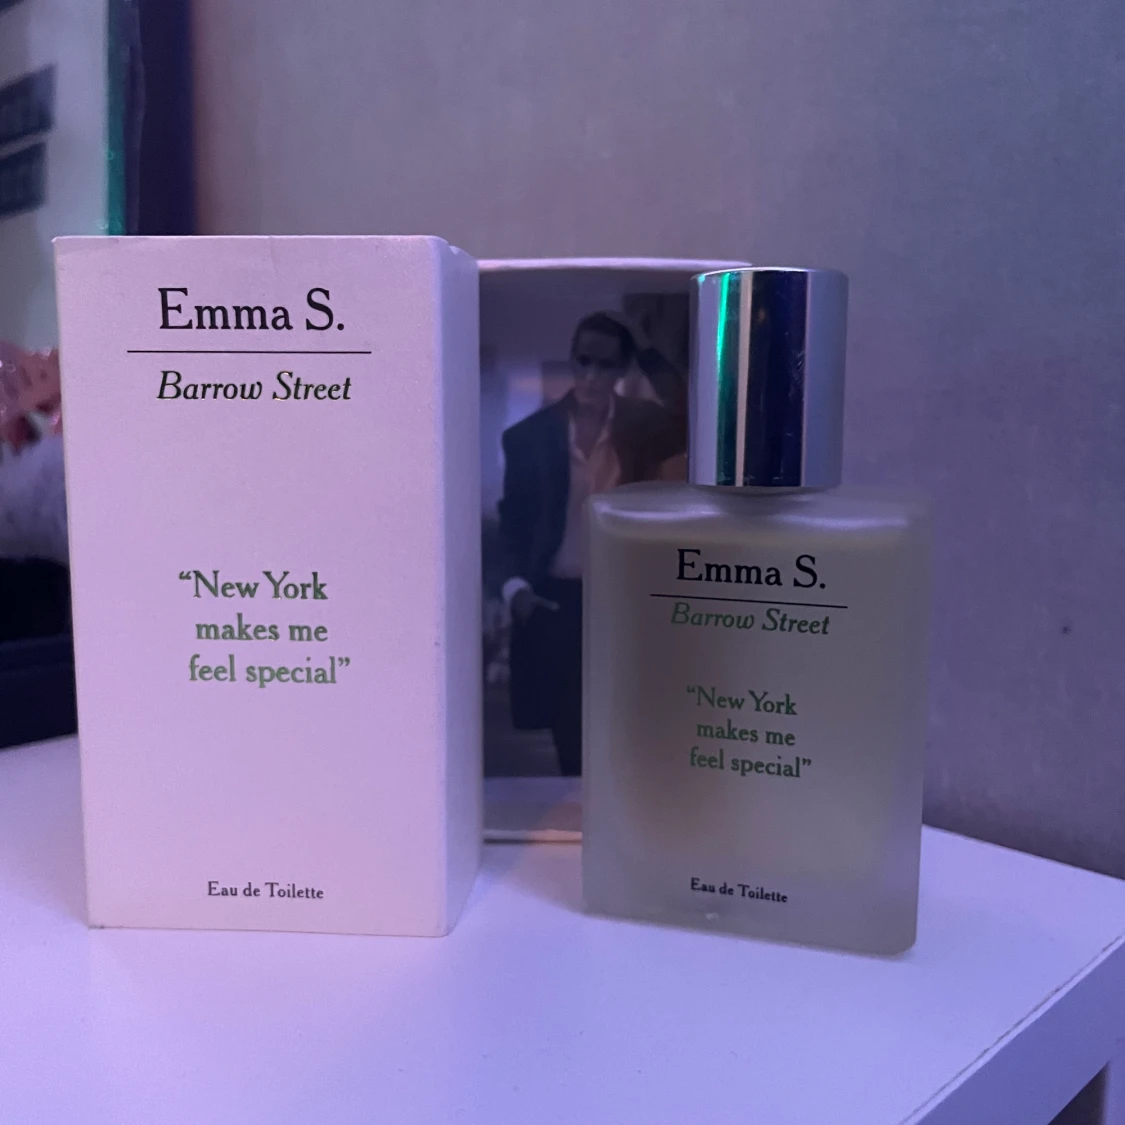 Emma S.
Barrow Street
“New York
makes me
feel special”
Eau de Toilette
Emma S.
Barrow Street
“New York
makes me
feel special”
Eau de Toilette